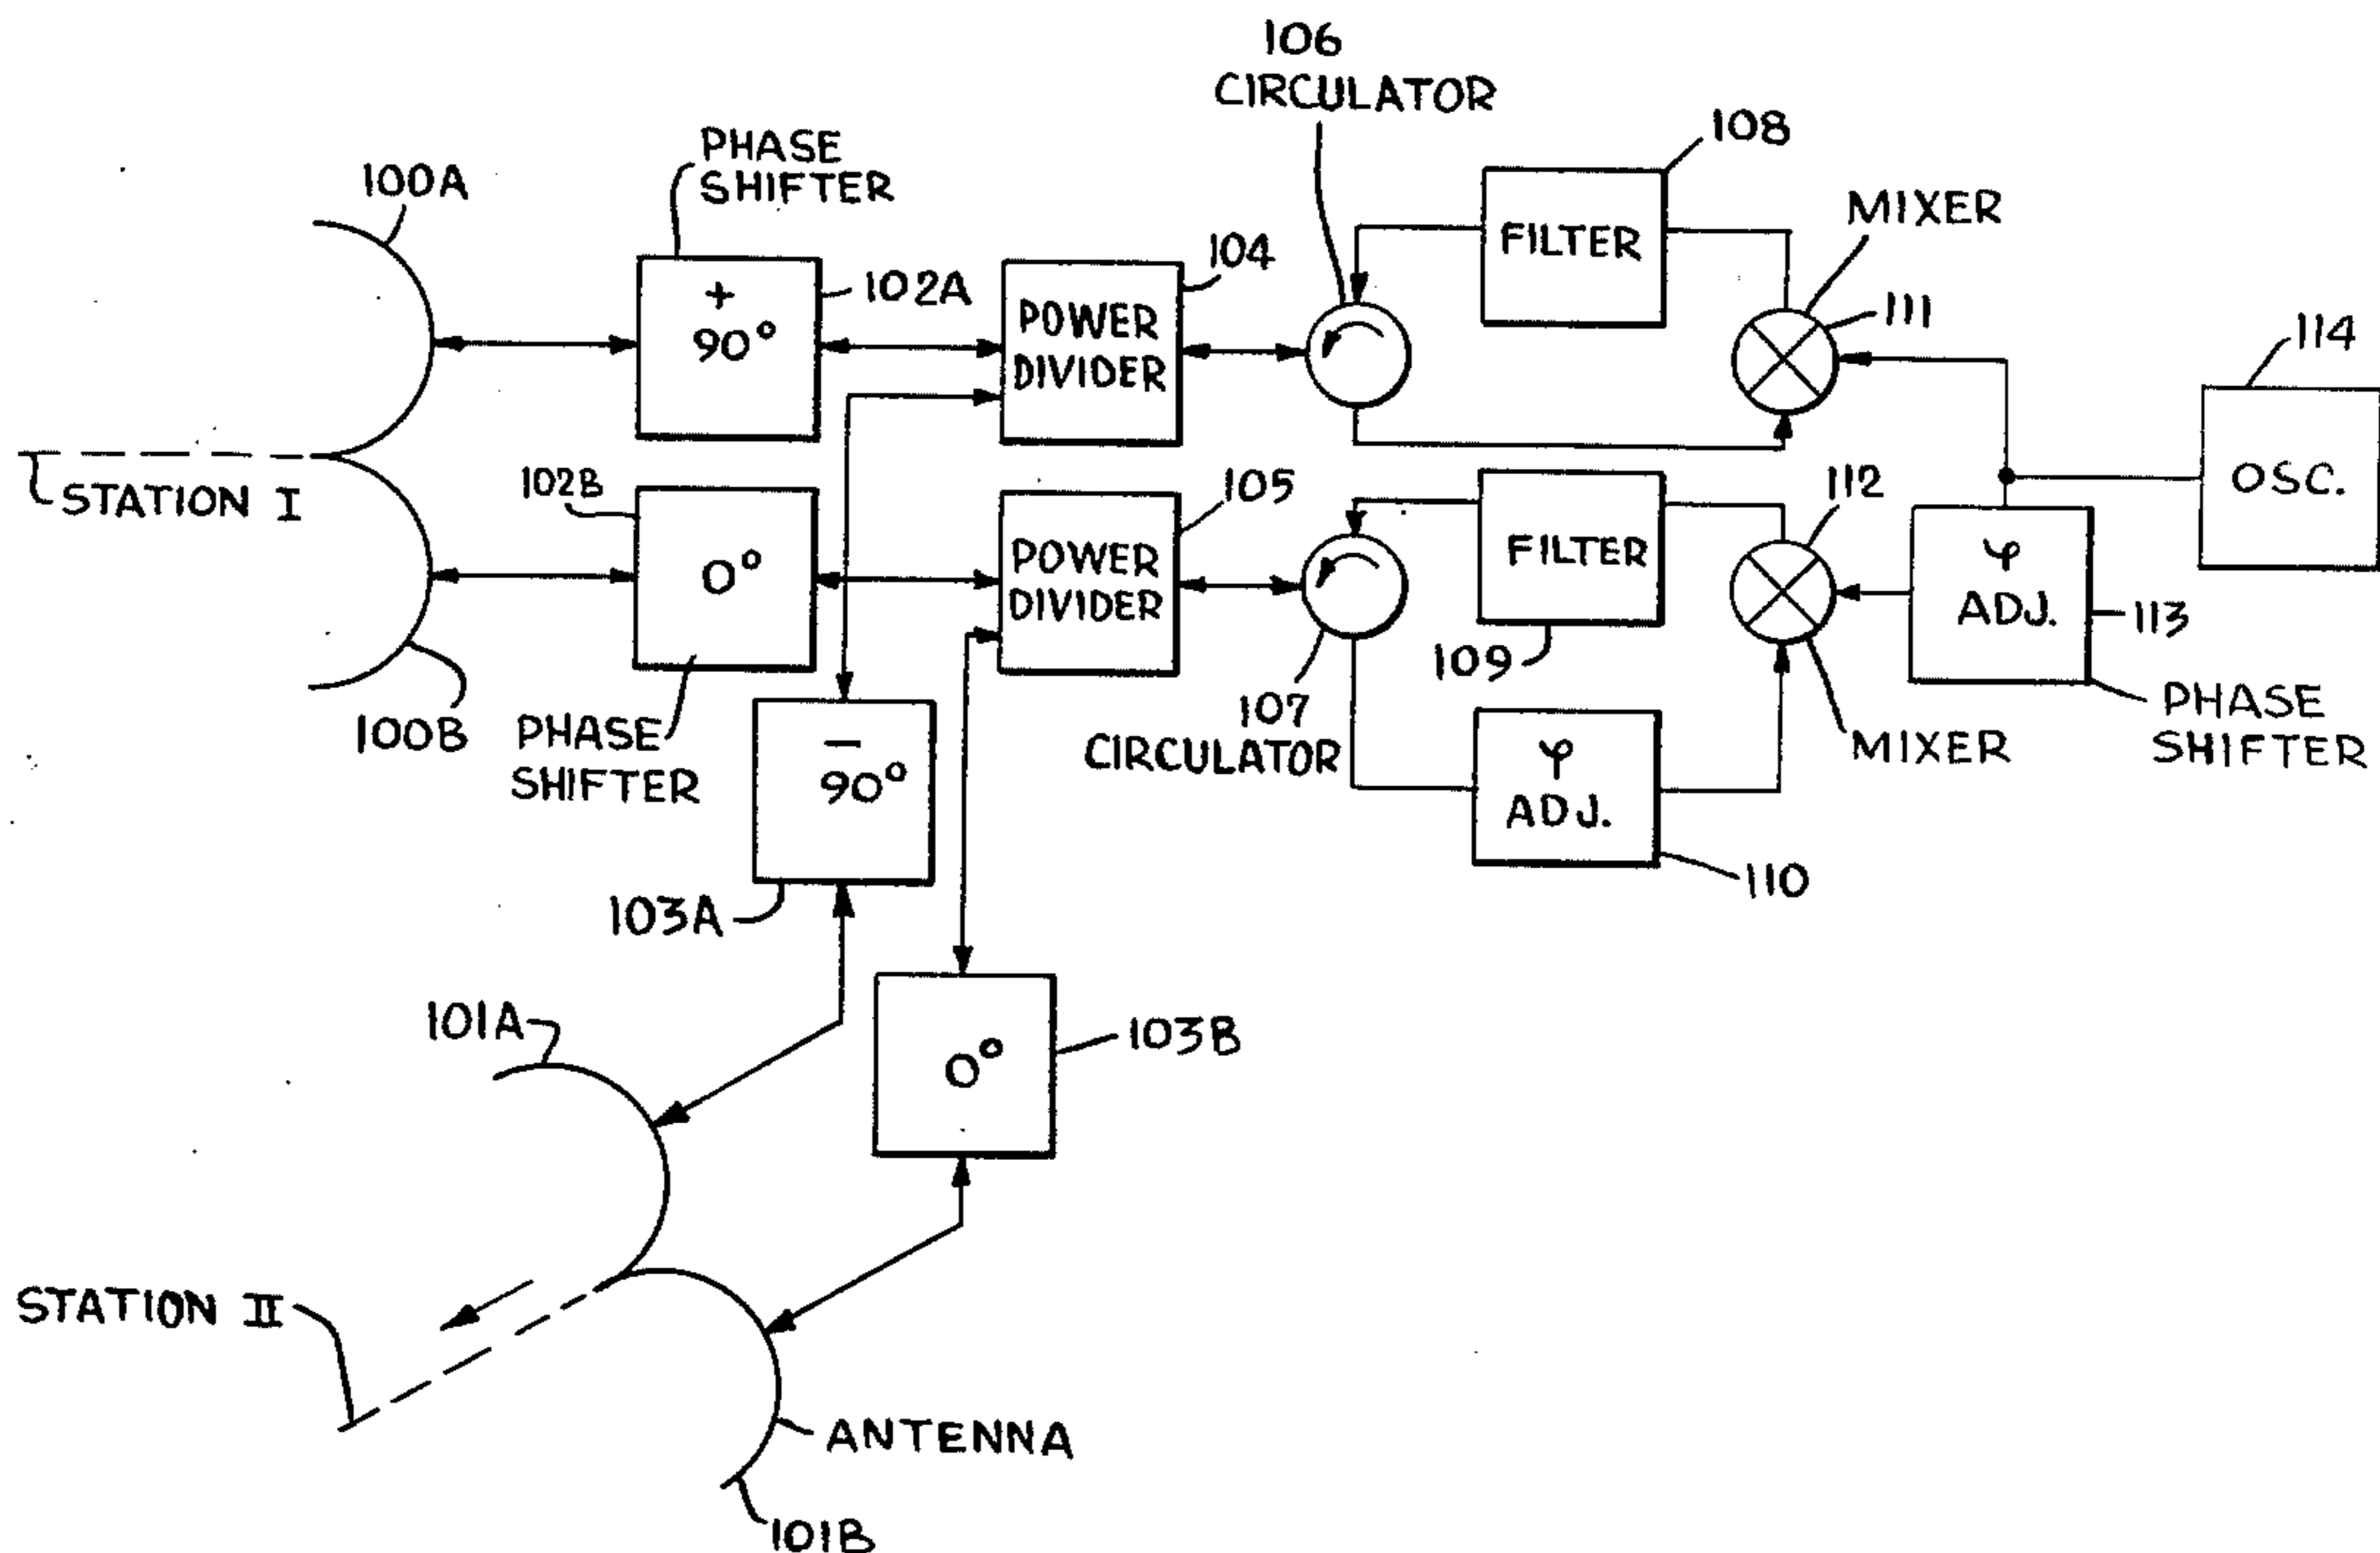 106
CIRCULATOR
108
PHASE
SHIFTER
100A
MIXER
104
102A
+
90°
POWER
DIVIDER
FILTER
111
114
STATION I
102B
105
112
OSC.
0°
POWER
DIVIDER
FILTER
φ
ADJ.
113
109
100B
PHASE
SHIFTER
107
CIRCULATOR
MIXER
PHASE
SHIFTER
−
90°
φ
ADJ.
110
103A
101A
103B
0°
STATION II
ANTENNA
101B